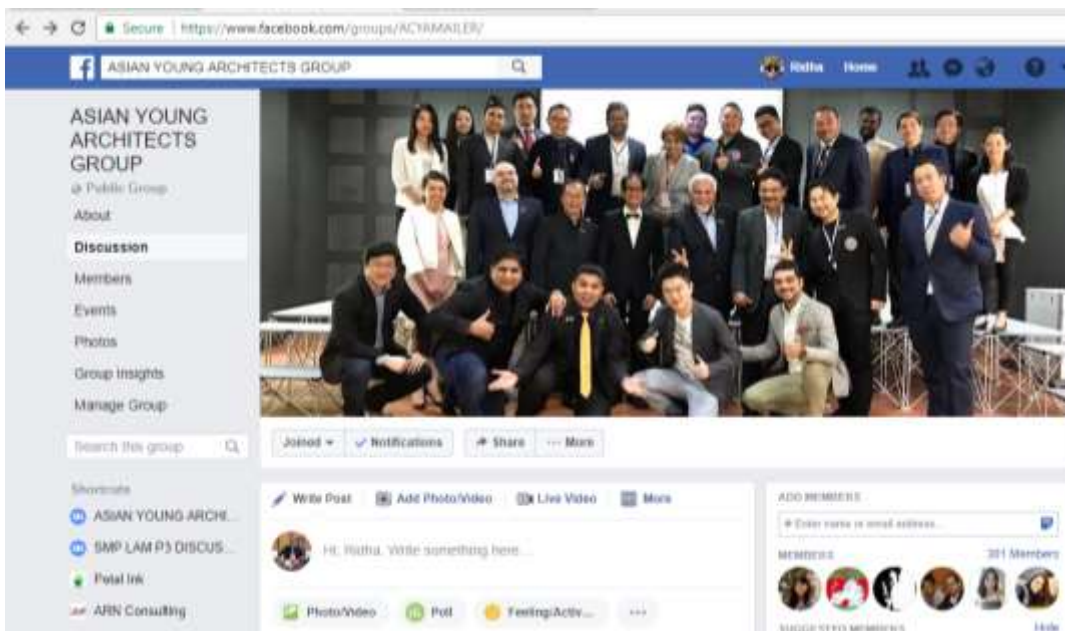 Secure
https://www.facebook.com/groups/ACYAMAILER/
ASIAN YOUNG ARCHITECTS GROUP
Ridha
Home
ASIAN YOUNG
ARCHITECTS
GROUP
Public Group
About
Discussion
Members
Events
Photos
Group Insights
Manage Group
Search this group
Joined
Notifications
Share
More
Shortcuts
ASIAN YOUNG ARCHI...
SMP LAM P3 DISCUS...
Petal Ink
ARN Consulting
Write Post
Add Photo/Video
Live Video
More
Hi, Ridha. Write something here...
Photo/Video
Poll
Feeling/Activ...
ADD MEMBERS
+ Enter name or email address...
MEMBERS
301 Members
SUGGESTED MEMBERS
Hide